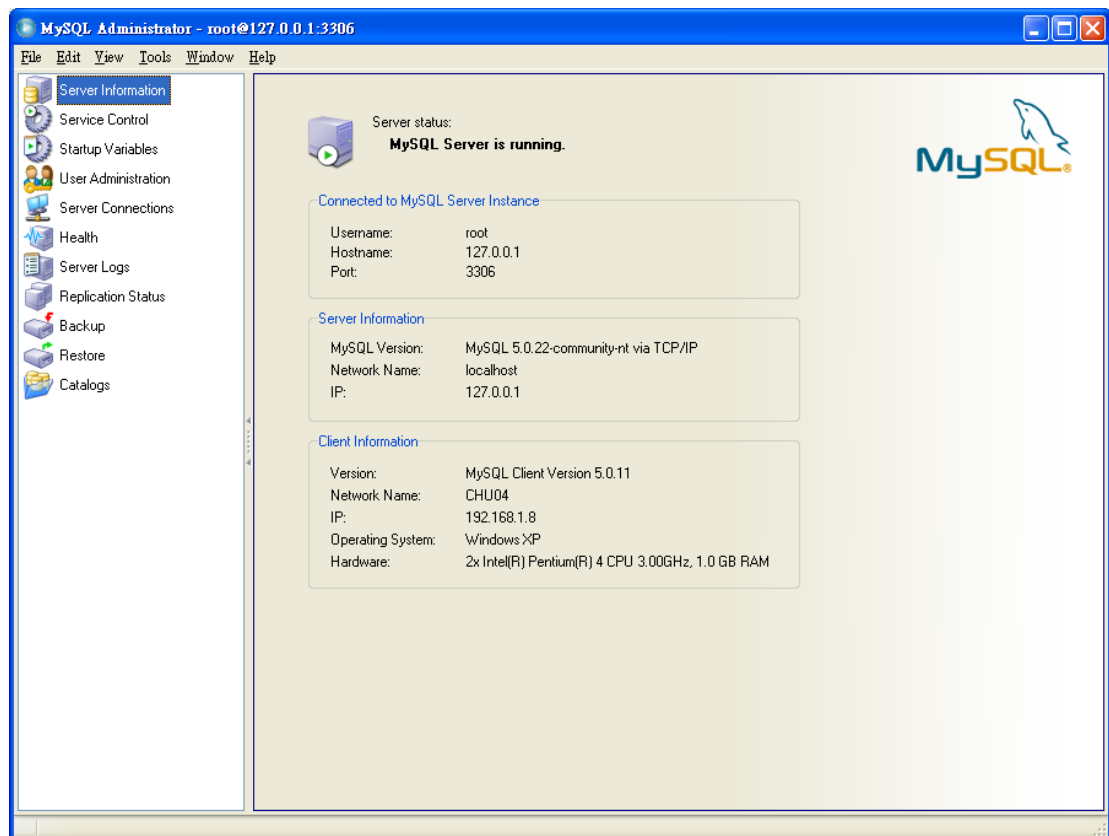 MySQL Administrator - root@127.0.0.1:3306
File Edit View Tools Window Help
Server Information
Service Control
Startup Variables
User Administration
Server Connections
Health
Server Logs
Replication Status
Backup
Restore
Catalogs
Server status:
MySQL Server is running.
MySQL®
Connected to MySQL Server Instance
Username: root
Hostname: 127.0.0.1
Port: 3306
Server Information
MySQL Version: MySQL 5.0.22-community-nt via TCP/IP
Network Name: localhost
IP: 127.0.0.1
Client Information
Version: MySQL Client Version 5.0.11
Network Name: CHU04
IP: 192.168.1.8
Operating System: Windows XP
Hardware: 2x Intel(R) Pentium(R) 4 CPU 3.00GHz, 1.0 GB RAM